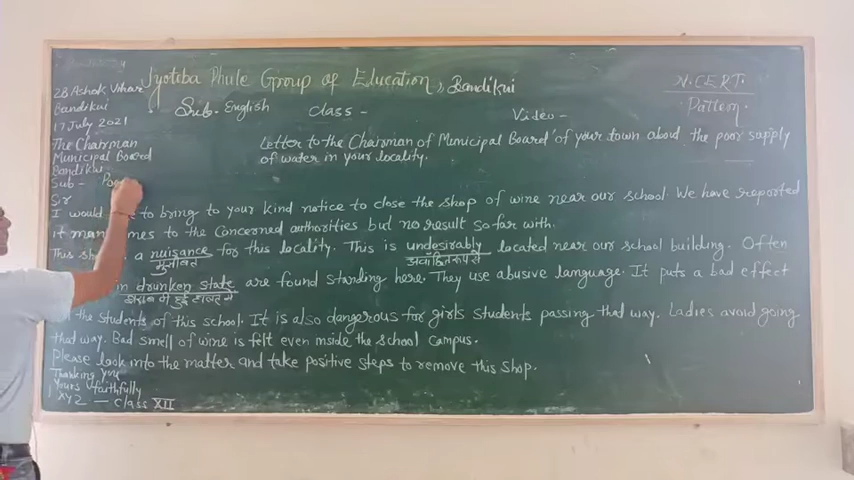 Jyoteba Phule Group of Education, Bandikui
N.C.E.R.T.
Pattern
Sub. English class - Video -
28 Ashok Vihar
Bandikui
17 July 2021
Letter to the Chairman of Municipal Board of your town about the poor supply
of water in your locality.
The Chairman
Municipal Board
Bandikui
Sub -
Sir
I would to bring to your kind notice to close the shop of wine near our school. We have reported
it to the concerned authorities but no result so far with.
This a nuisance for this locality. This is undesirably located near our school building. Often
मुसीबत अवांछित रूप से
in drunken state are found standing here. They use abusive language. It puts a bad effect
शराब पी हुई हालत में
the students of this school. It is also dangerous for girls students passing that way. Ladies avoid going
that way. Bad smell of wine is felt even inside the school campus.
Please look into the matter and take positive steps to remove this shop.
Thanking you
Yours faithfully
XYZ - class XII